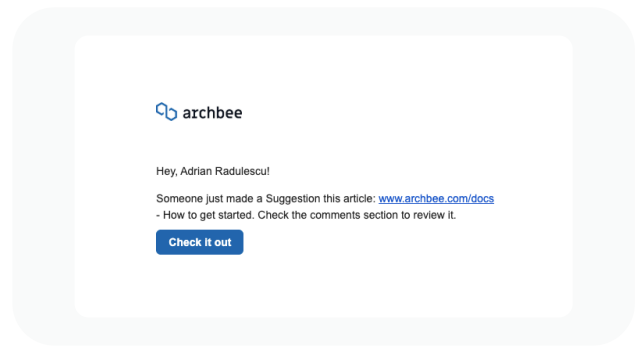 archbee
Hey, Adrian Radulescu!
Someone just made a Suggestion this article: www.archbee.com/docs
- How to get started. Check the comments section to review it.
Check it out